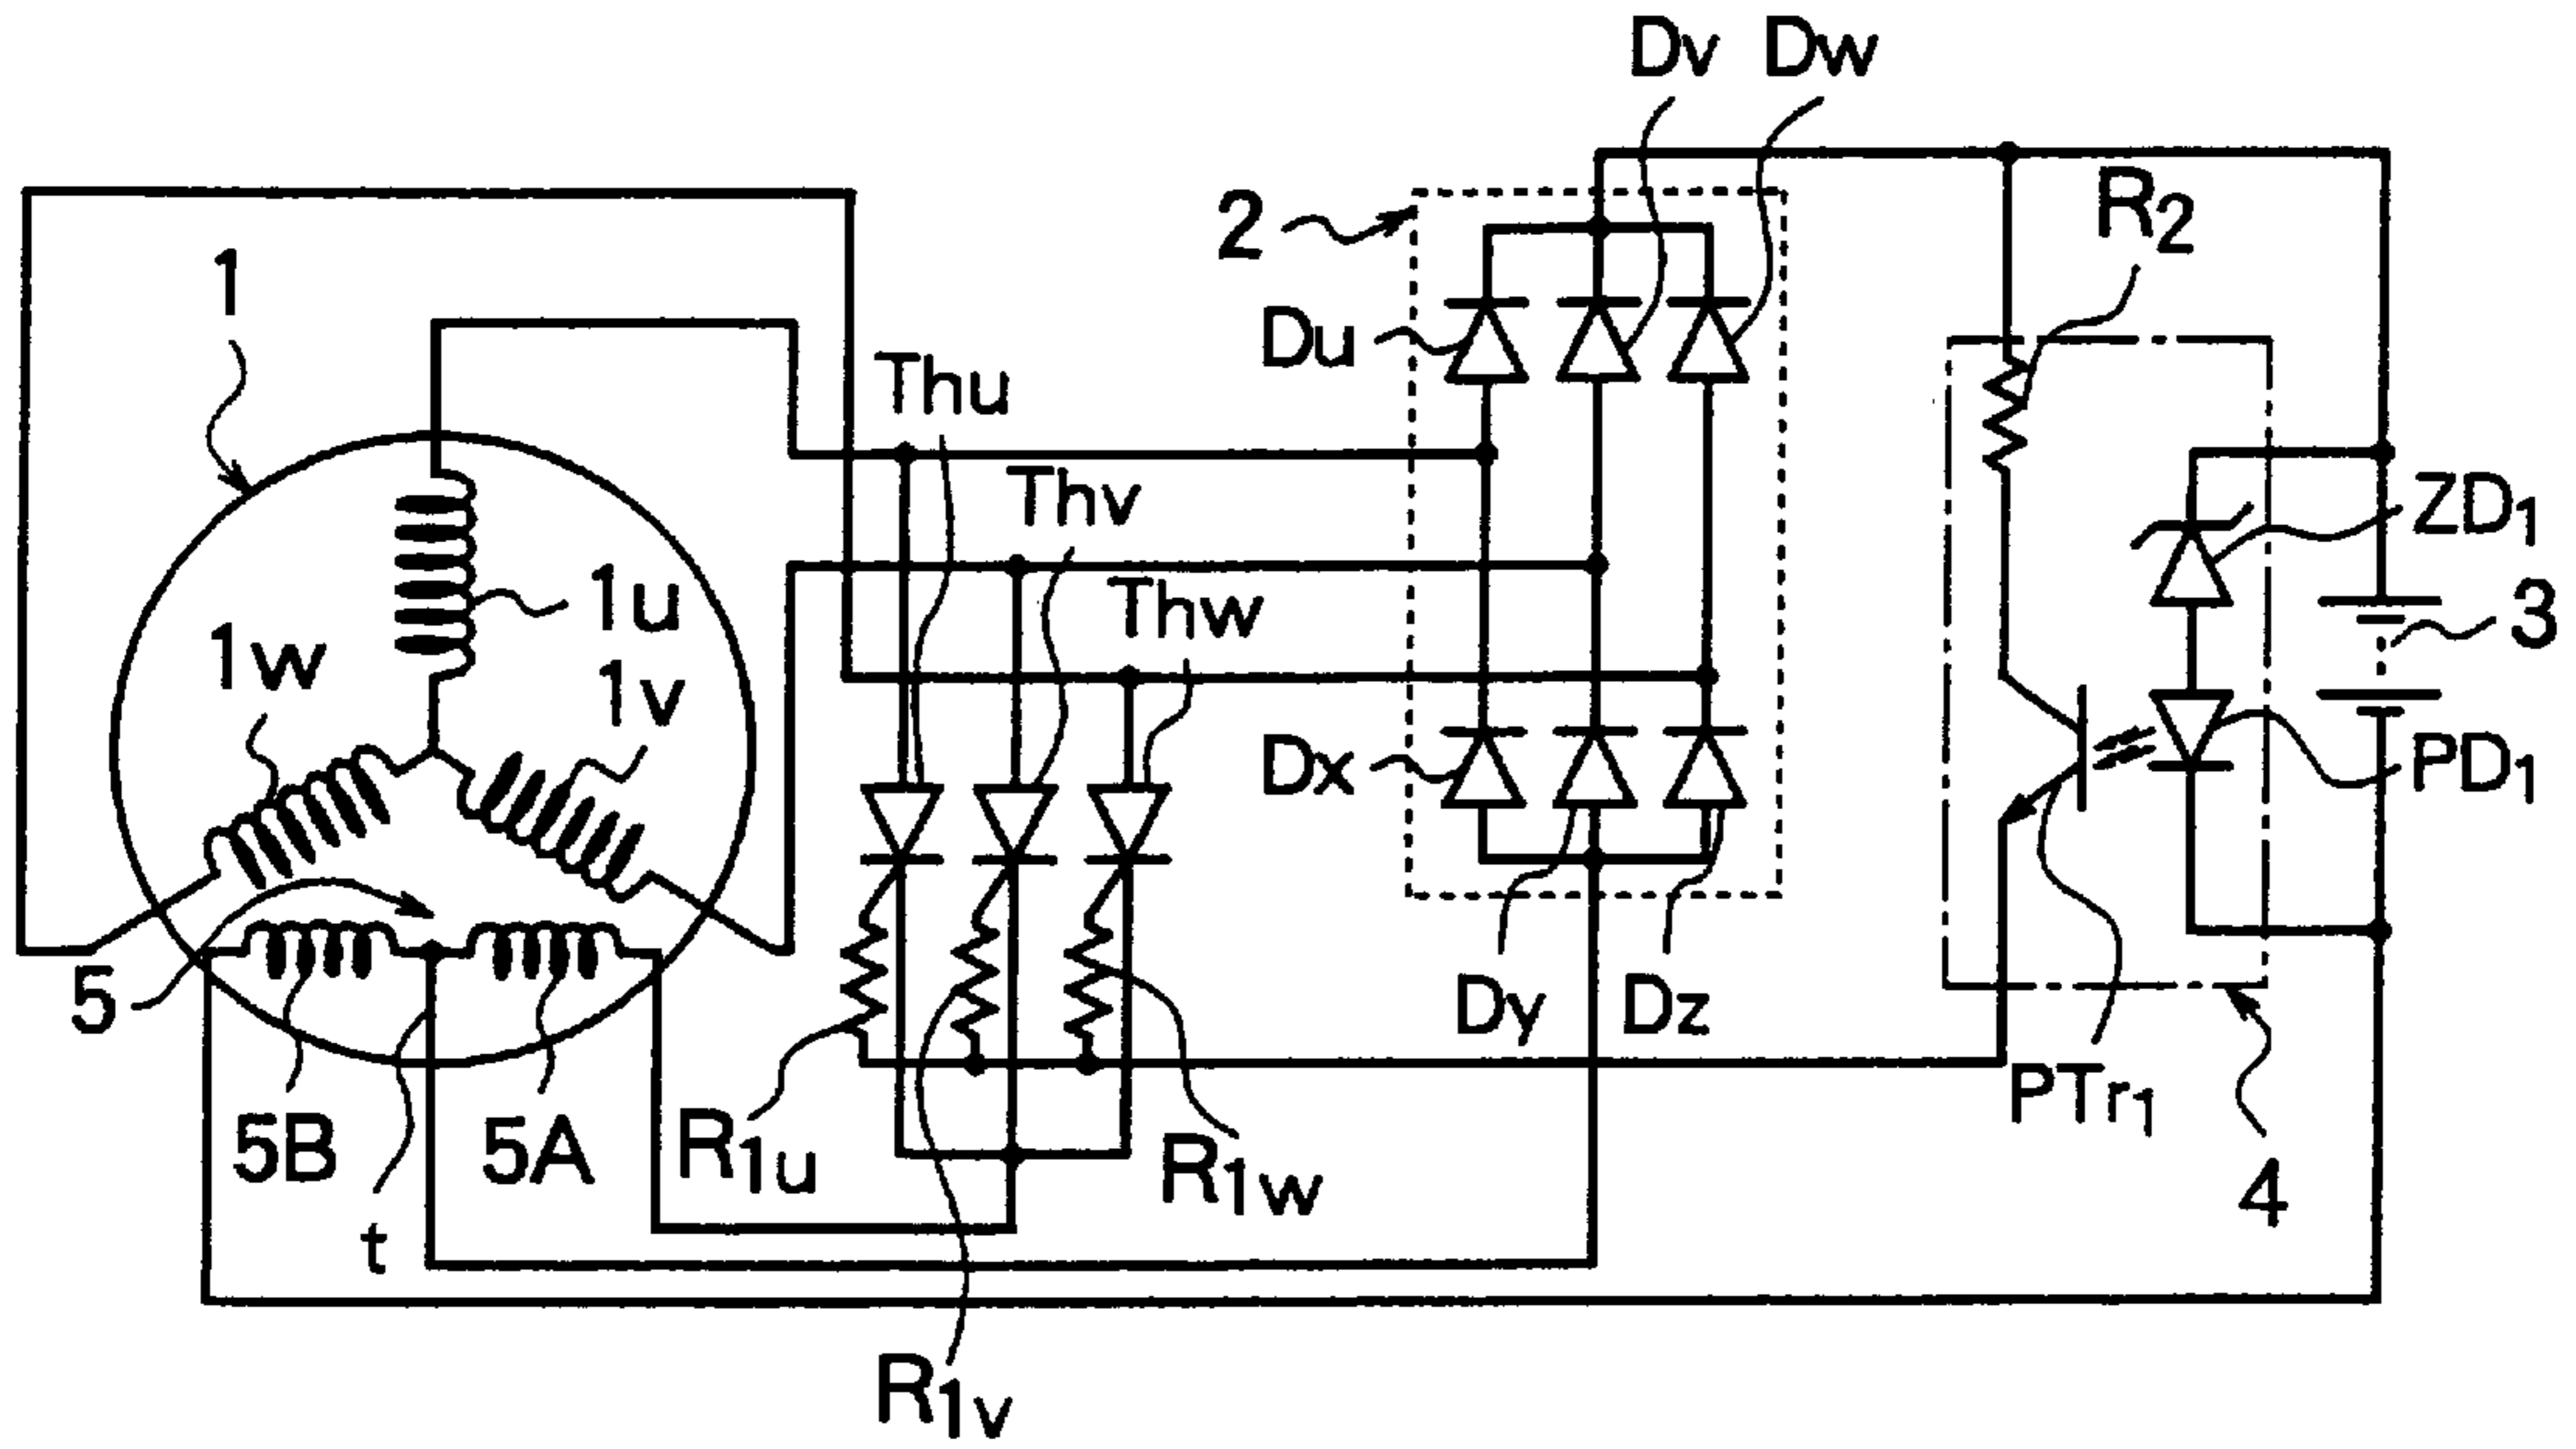 Dv Dw
2
R2
1
Du
Thu
Thv
ZD1
1u
Thw
3
1w
1v
Dx
PD1
5
Dy Dz
PTr1
5B 5A
R1u
R1w
4
t
R1v